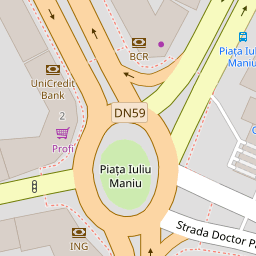 BCR
Piața Iuliu
Maniu
UniCredit
Bank
DN59
2
Profi
Piața Iuliu
Maniu
Strada Doctor P
ING